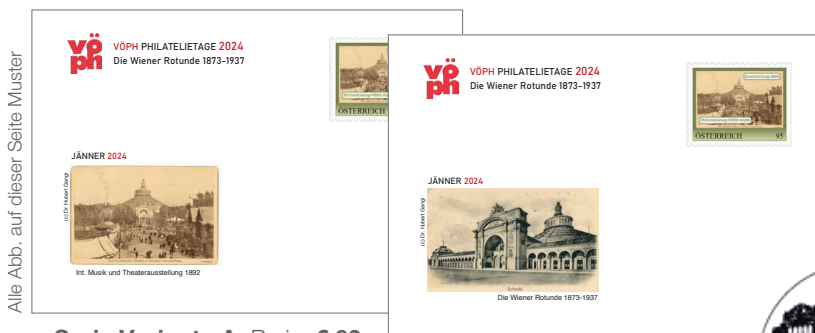 Alle Abb. auf dieser Seite Muster
vöph
VÖPH PHILATELIETAGE 2024
Die Wiener Rotunde 1873-1937
ÖSTERREICH
JÄNNER 2024
(c) Dr. Hubert Gangl
Int. Musik und Theaterausstellung 1892
vöph
VÖPH PHILATELIETAGE 2024
Die Wiener Rotunde 1873-1937
ÖSTERREICH 95
JÄNNER 2024
(c) Dr. Hubert Gangl
Rotunde
Die Wiener Rotunde 1873-1937